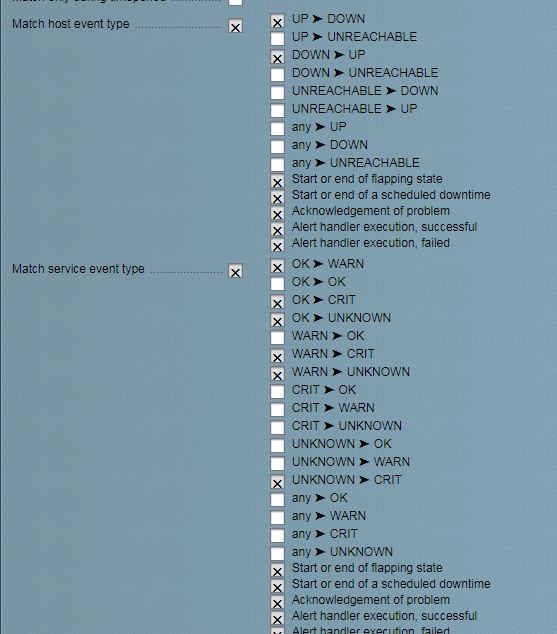 Match only during timeperiod
Match host event type
UP ➤ DOWN
UP ➤ UNREACHABLE
DOWN ➤ UP
DOWN ➤ UNREACHABLE
UNREACHABLE ➤ DOWN
UNREACHABLE ➤ UP
any ➤ UP
any ➤ DOWN
any ➤ UNREACHABLE
Start or end of flapping state
Start or end of a scheduled downtime
Acknowledgement of problem
Alert handler execution, successful
Alert handler execution, failed
Match service event type
OK ➤ WARN
OK ➤ OK
OK ➤ CRIT
OK ➤ UNKNOWN
WARN ➤ OK
WARN ➤ CRIT
WARN ➤ UNKNOWN
CRIT ➤ OK
CRIT ➤ WARN
CRIT ➤ UNKNOWN
UNKNOWN ➤ OK
UNKNOWN ➤ WARN
UNKNOWN ➤ CRIT
any ➤ OK
any ➤ WARN
any ➤ CRIT
any ➤ UNKNOWN
Start or end of flapping state
Start or end of a scheduled downtime
Acknowledgement of problem
Alert handler execution, successful
Alert handler execution, failed